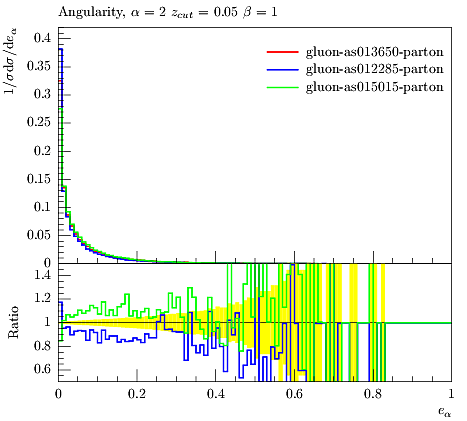 Angularity, α = 2 z_cut = 0.05 β = 1
1/σ dσ/de_α
gluon-as013650-parton
gluon-as012285-parton
gluon-as015015-parton
0.4
0.35
0.3
0.25
0.2
0.15
0.1
0.05
0
Ratio
1.4
1.2
1
0.8
0.6
0 0.2 0.4 0.6 0.8 1
e_α